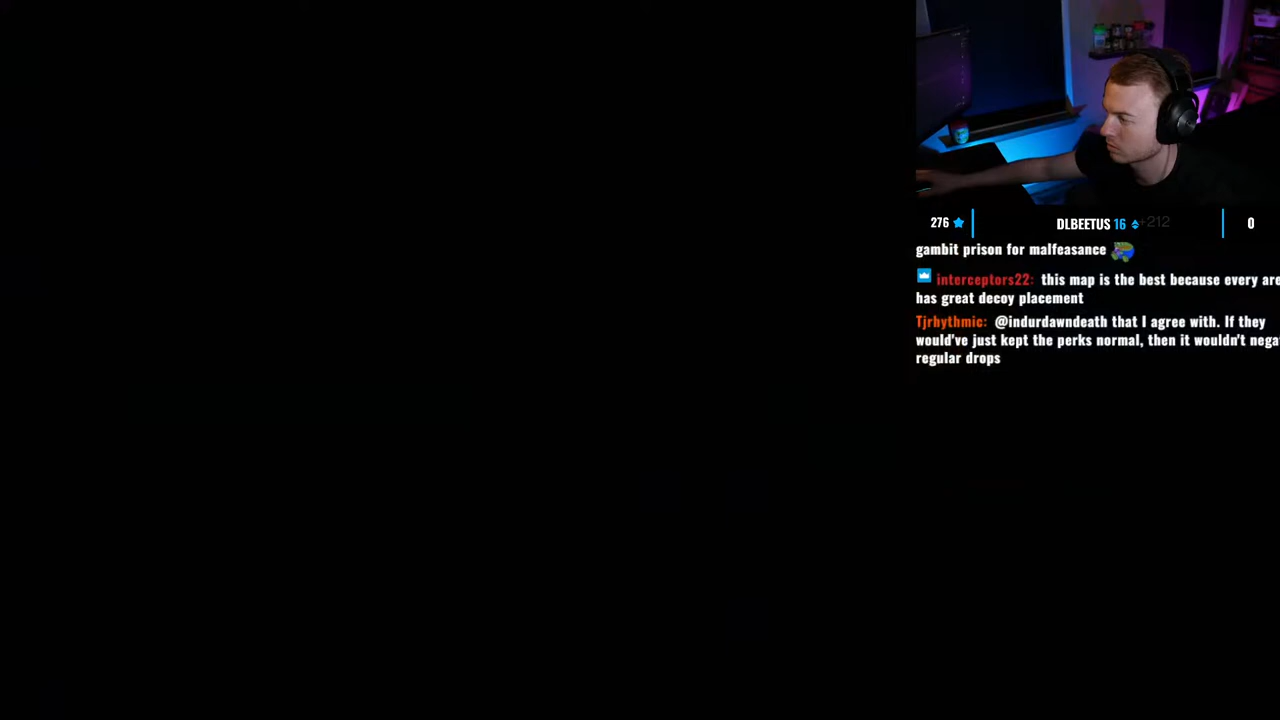 276
DLBEETUS 16 +212
0
gambit prison for malfeasance
interceptors22: this map is the best because every are
has great decoy placement
Tjrhythmic: @indurdawndeath that I agree with. If they
would've just kept the perks normal, then it wouldn't nega
regular drops